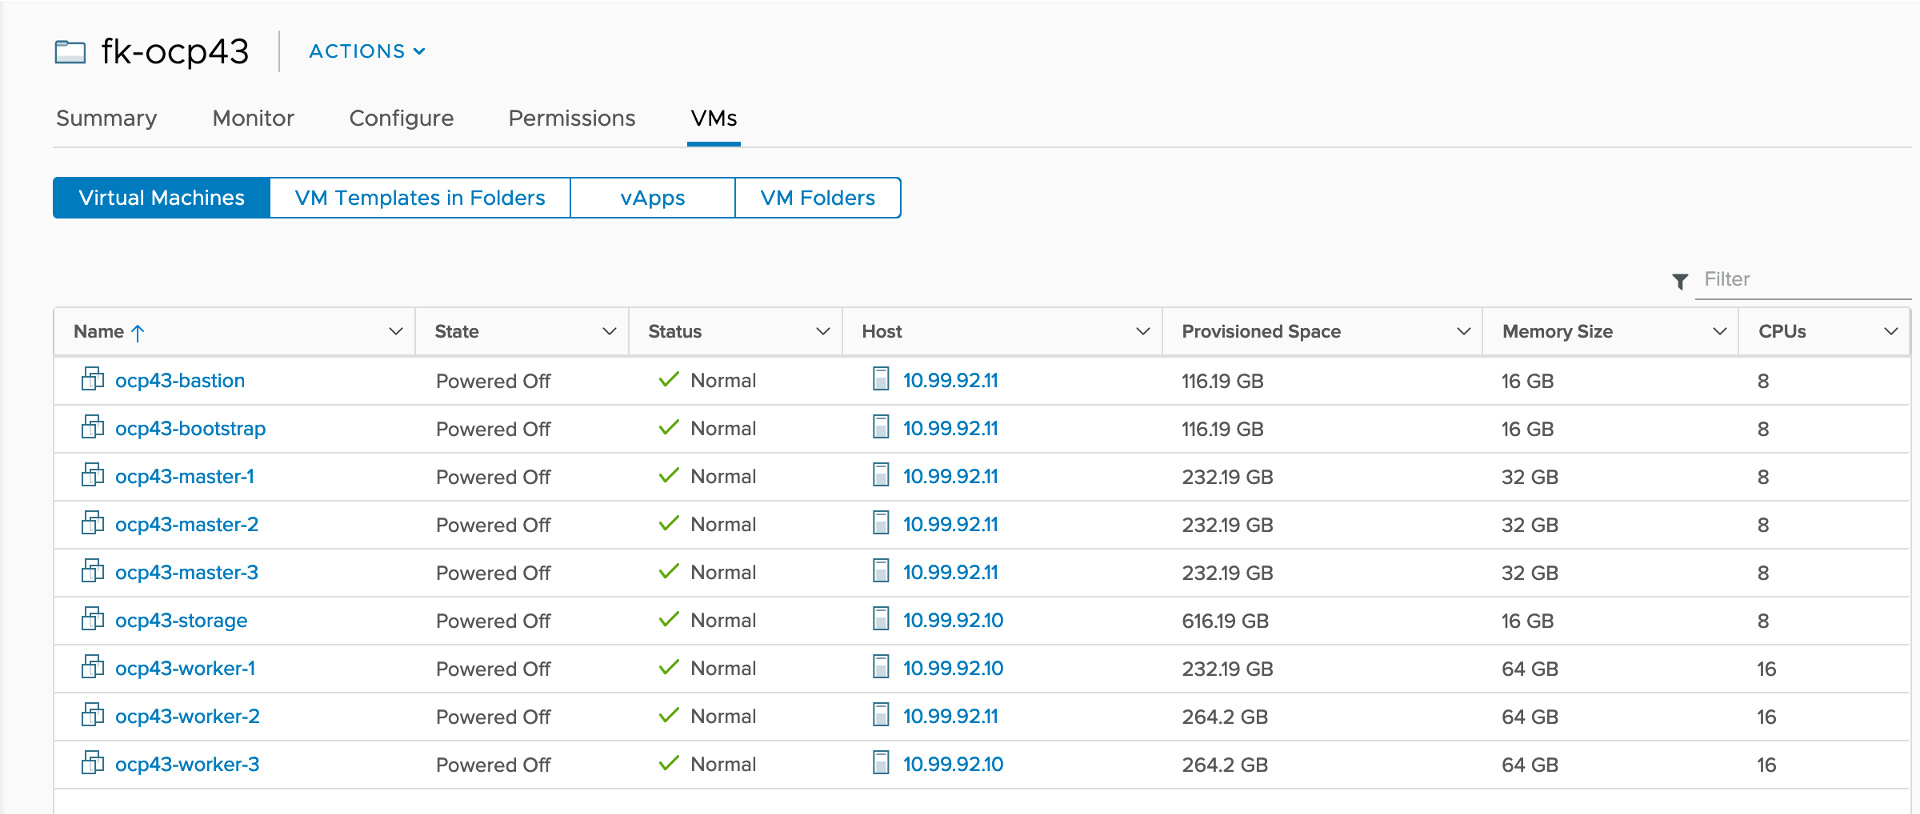 fk-ocp43 ACTIONS
Summary Monitor Configure Permissions VMs
Virtual Machines VM Templates in Folders vApps VM Folders
Filter
Name State Status Host Provisioned Space Memory Size CPUs
ocp43-bastion Powered Off Normal 10.99.92.11 116.19 GB 16 GB 8
ocp43-bootstrap Powered Off Normal 10.99.92.11 116.19 GB 16 GB 8
ocp43-master-1 Powered Off Normal 10.99.92.11 232.19 GB 32 GB 8
ocp43-master-2 Powered Off Normal 10.99.92.11 232.19 GB 32 GB 8
ocp43-master-3 Powered Off Normal 10.99.92.11 232.19 GB 32 GB 8
ocp43-storage Powered Off Normal 10.99.92.10 616.19 GB 16 GB 8
ocp43-worker-1 Powered Off Normal 10.99.92.10 232.19 GB 64 GB 16
ocp43-worker-2 Powered Off Normal 10.99.92.11 264.2 GB 64 GB 16
ocp43-worker-3 Powered Off Normal 10.99.92.10 264.2 GB 64 GB 16